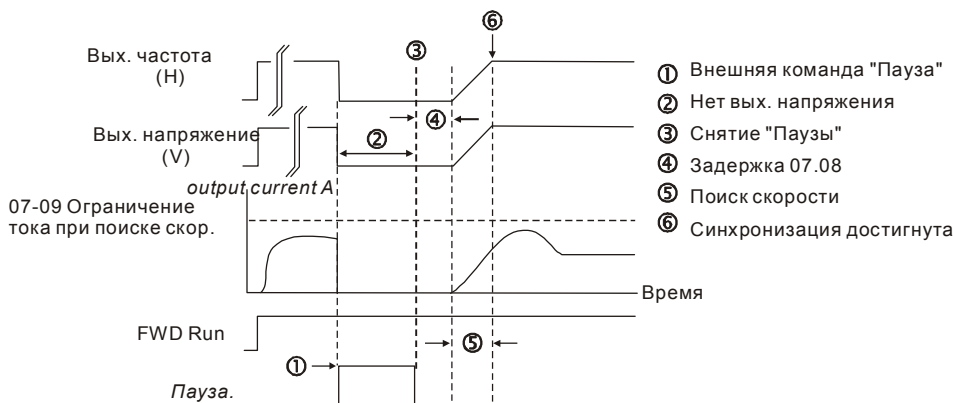 Вых. частота
(H)
Вых. напряжение
(V)
output current A
07-09 Ограничение
тока при поиске скор.
FWD Run
Пауза.
Время
③
⑥
④
②
⑤
①
① Внешняя команда "Пауза"
② Нет вых. напряжения
③ Снятие "Паузы"
④ Задержка 07.08
⑤ Поиск скорости
⑥ Синхронизация достигнута